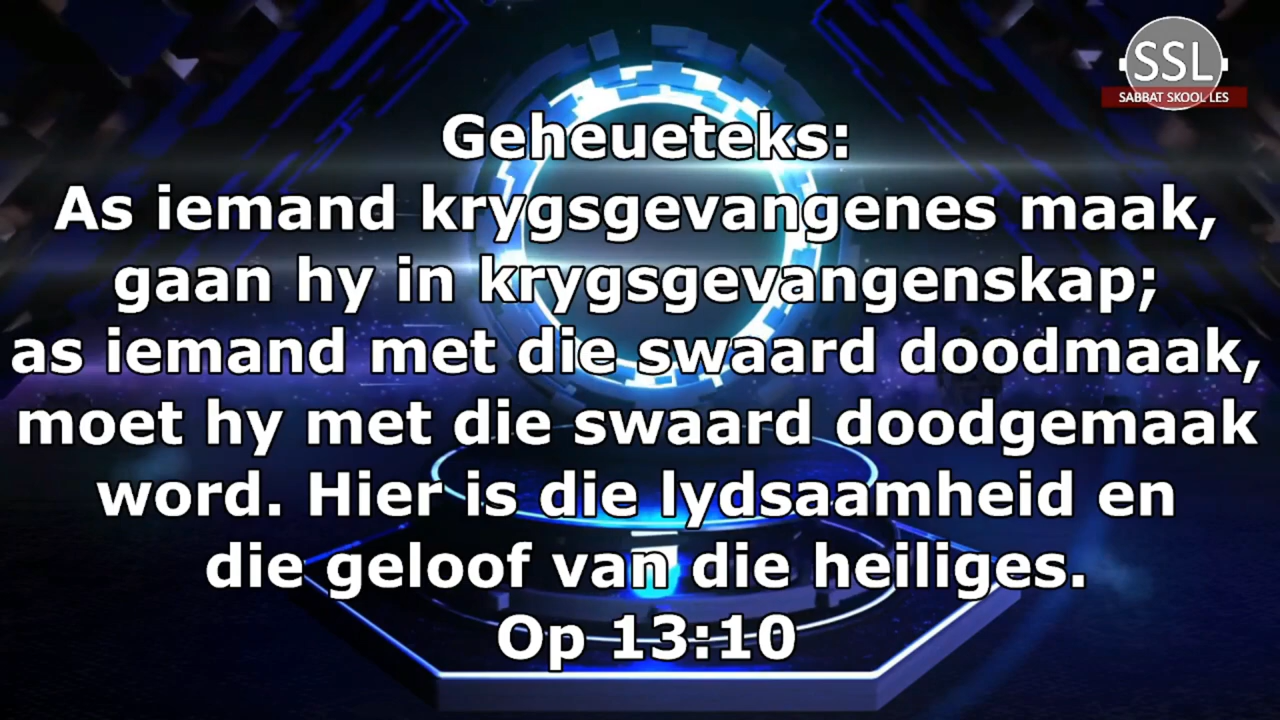 SSL
SABBAT SKOOL LES
Geheueteks:
As iemand krygsgevangenes maak,
gaan hy in krygsgevangenskap;
as iemand met die swaard doodmaak,
moet hy met die swaard doodgemaak
word. Hier is die lydsaamheid en
die geloof van die heiliges.
Op 13:10